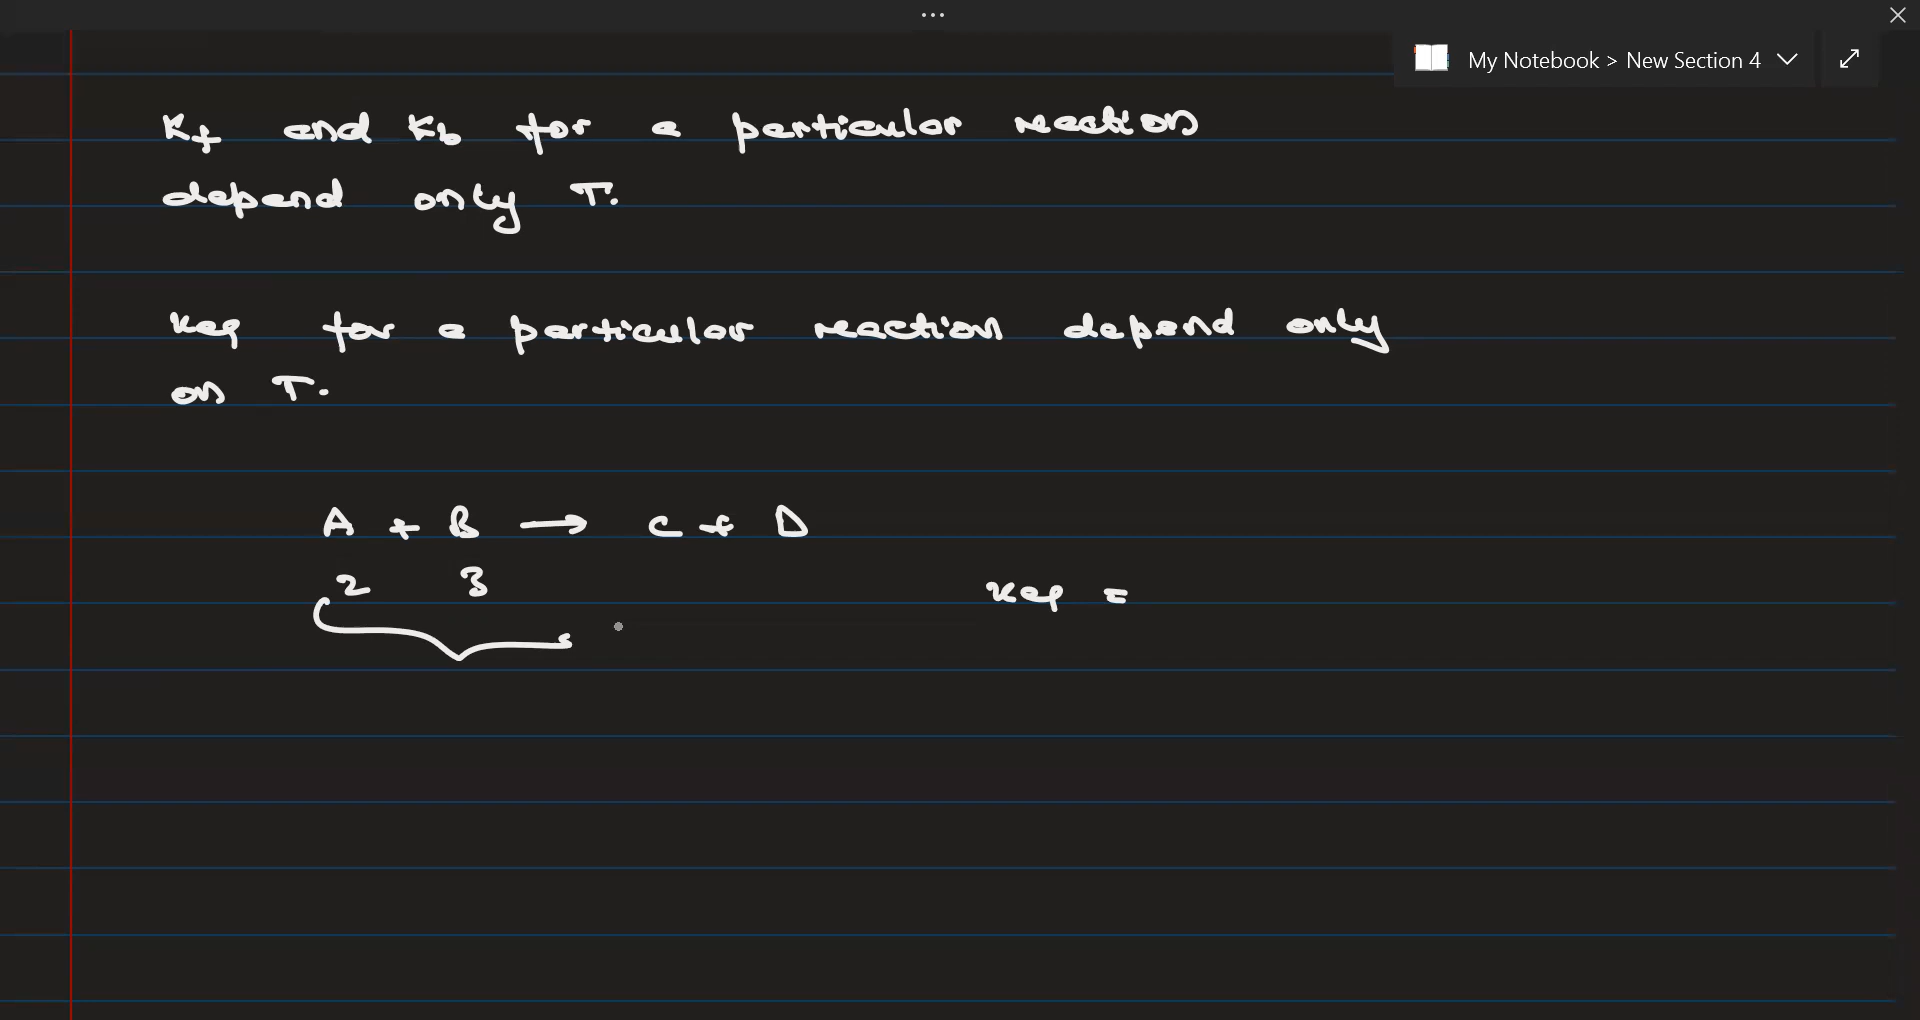 My Notebook > New Section 4
Kf and Kb for a particular reaction
depend only T.
Keq for a particular reaction depend only
on T.
A + B → C + D
2 3
Keq =